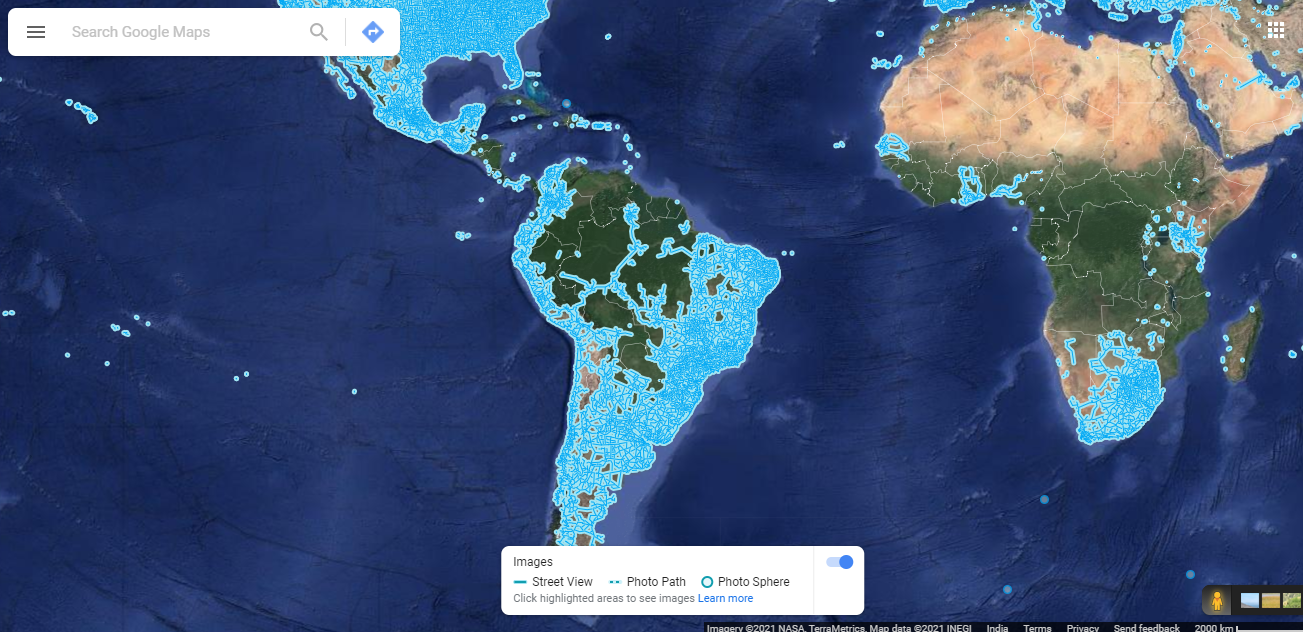 Search Google Maps
Images
Street View Photo Path Photo Sphere
Click highlighted areas to see images Learn more
Imagery ©2021 NASA, TerraMetrics, Map data ©2021 INEGI India Terms Privacy Send feedback 2000 km